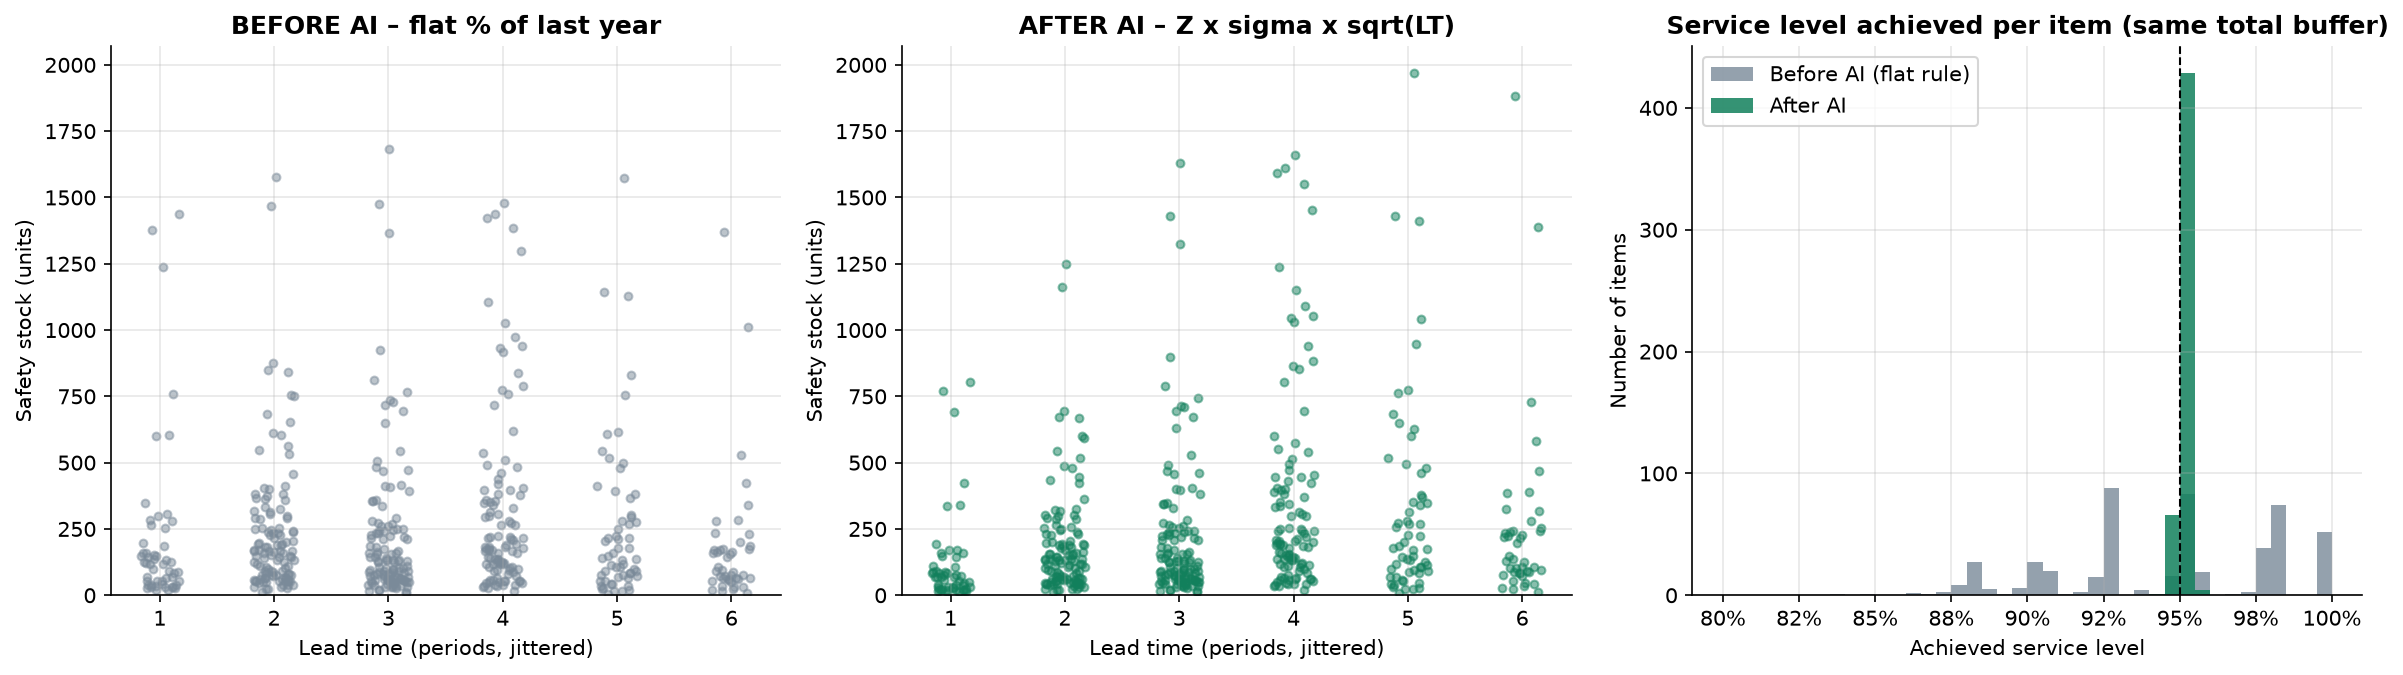 BEFORE AI – flat % of last year
Safety stock (units)
2000
1750
1500
1250
1000
750
500
250
0
1 2 3 4 5 6
Lead time (periods, jittered)
AFTER AI – Z x sigma x sqrt(LT)
Safety stock (units)
2000
1750
1500
1250
1000
750
500
250
0
1 2 3 4 5 6
Lead time (periods, jittered)
Service level achieved per item (same total buffer)
Before AI (flat rule)
After AI
Number of items
400
300
200
100
0
80% 82% 85% 88% 90% 92% 95% 98% 100%
Achieved service level